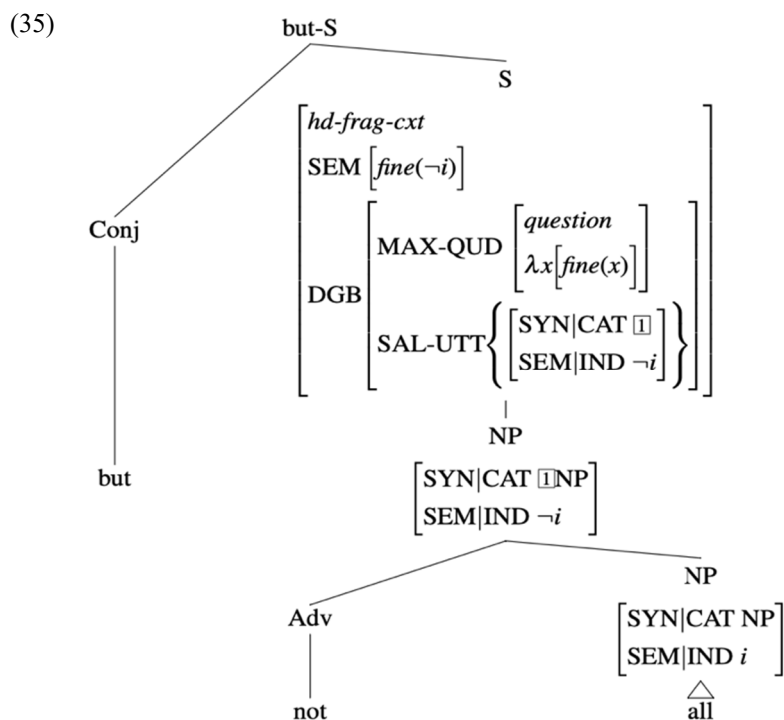 (35)
but-S
S
hd-frag-cxt
SEM [fine(¬i)]
Conj
DGB
MAX-QUD
question
λx[fine(x)]
SAL-UTT
SYN|CAT 1
SEM|IND ¬i
but
NP
SYN|CAT 1NP
SEM|IND ¬i
Adv
NP
SYN|CAT NP
SEM|IND i
not
all